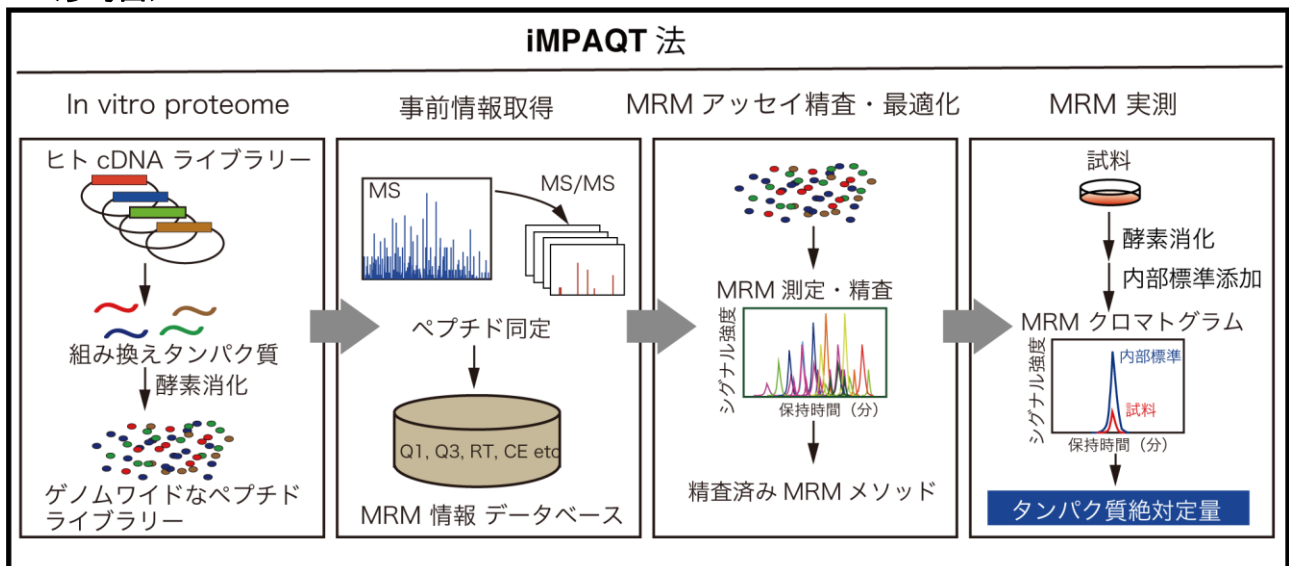 iMPAQT 法
In vitro proteome
ヒト cDNA ライブラリー
組み換えタンパク質
酵素消化
ゲノムワイドなペプチド
ライブラリー
事前情報取得
MS
MS/MS
ペプチド同定
Q1, Q3, RT, CE etc
MRM 情報 データベース
MRM アッセイ精査・最適化
MRM 測定・精査
シグナル強度
保持時間（分）
精査済み MRM メソッド
MRM 実測
試料
酵素消化
内部標準添加
MRM クロマトグラム
シグナル強度
内部標準
試料
保持時間（分）
タンパク質絶対定量